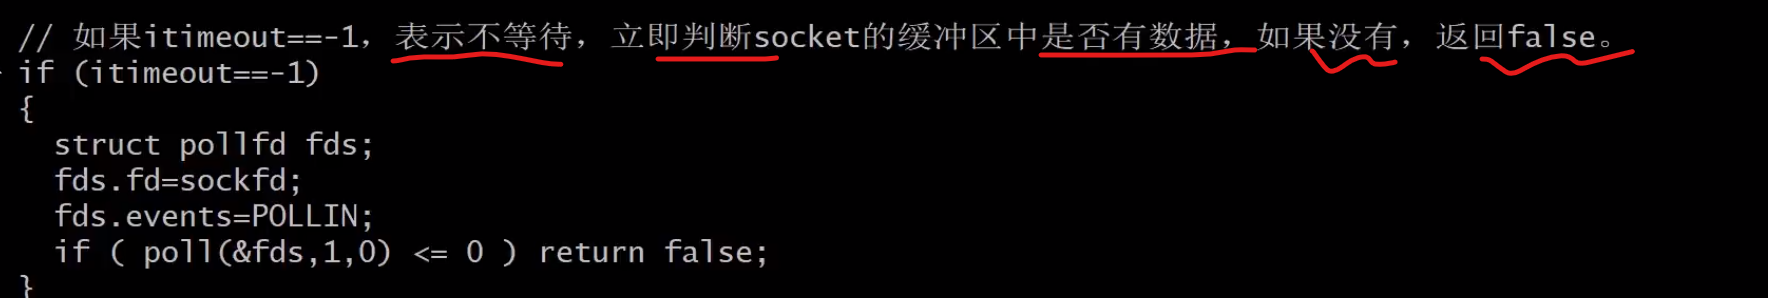 // 如果itimeout==-1，表示不等待，立即判断socket的缓冲区中是否有数据，如果没有，返回false。
if (itimeout==-1)
{
  struct pollfd fds;
  fds.fd=sockfd;
  fds.events=POLLIN;
  if ( poll(&fds,1,0) <= 0 ) return false;
}